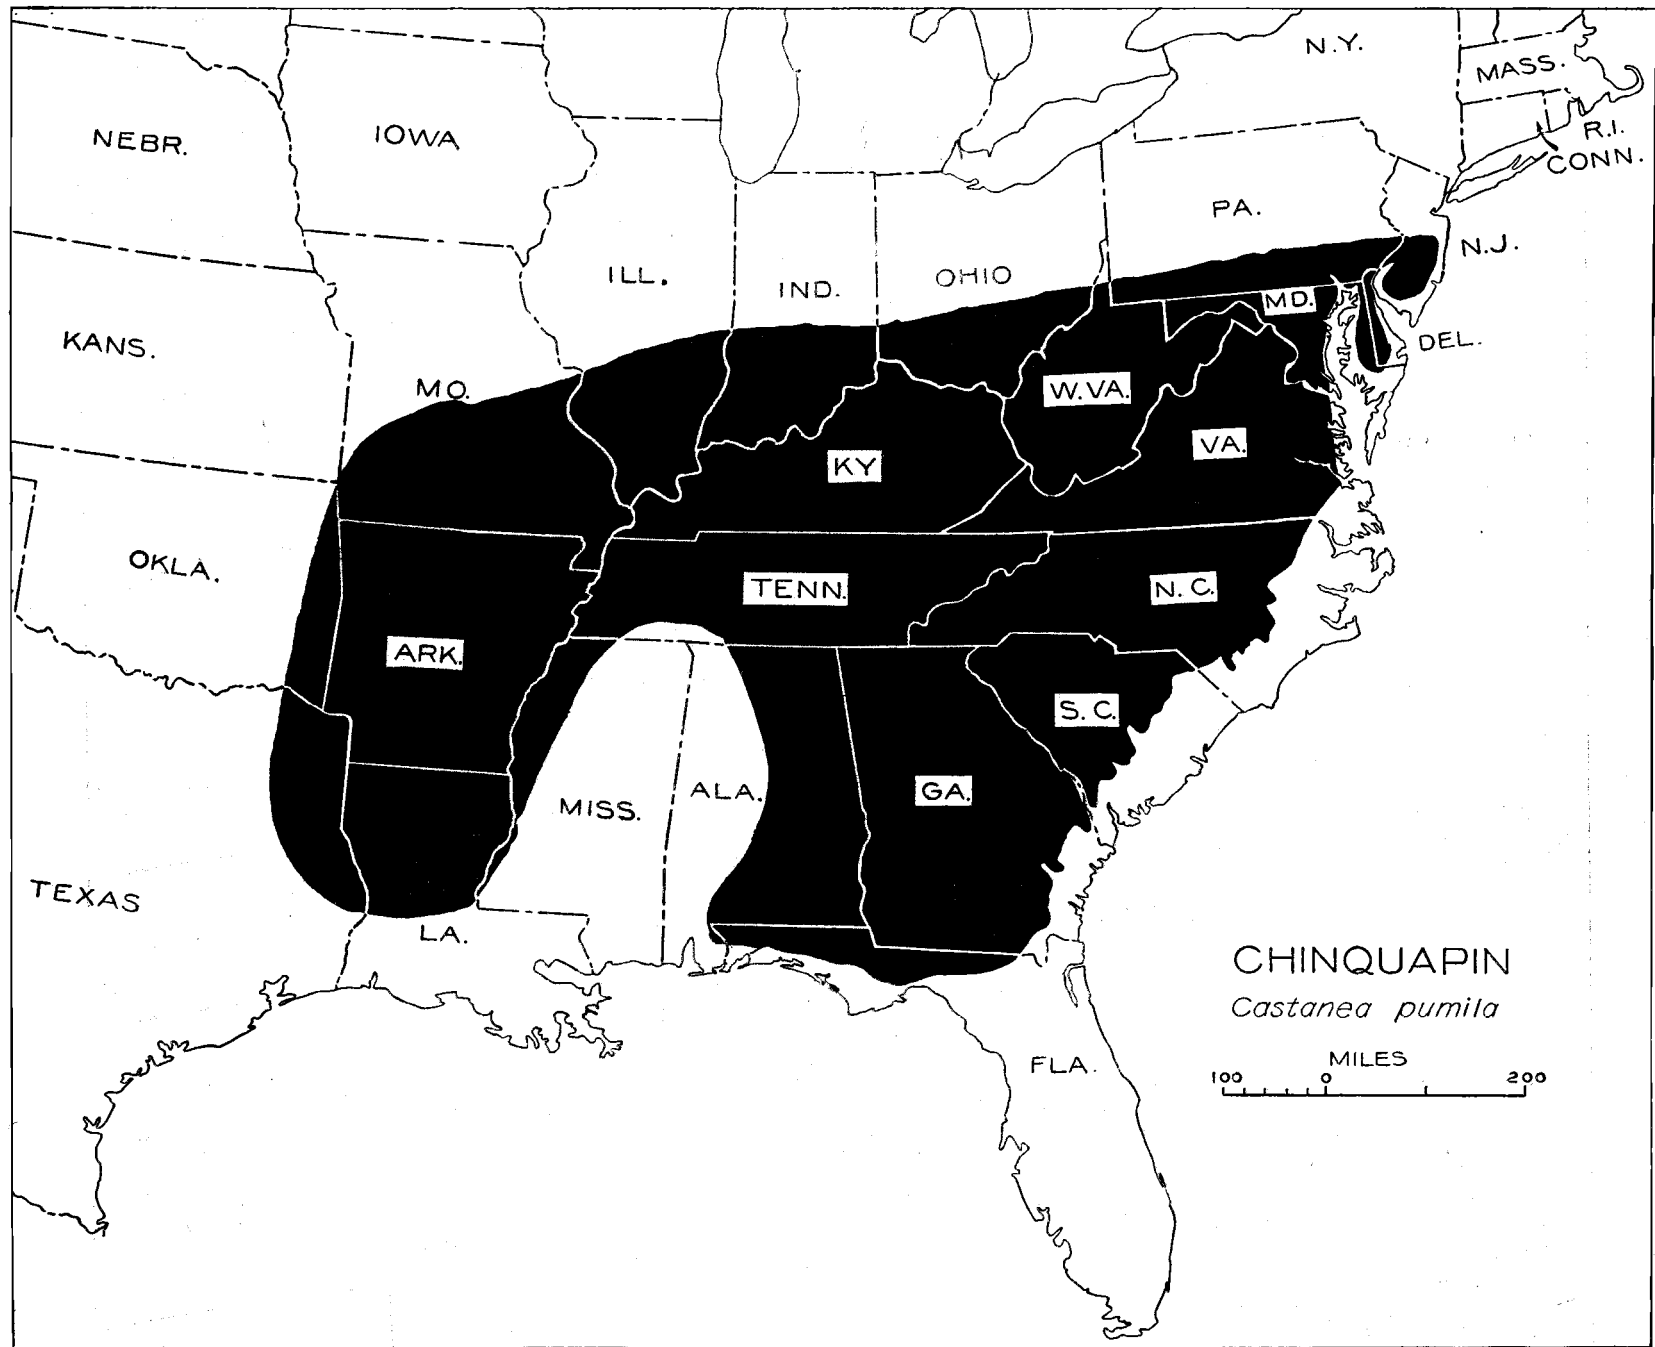 N.Y.
MASS.
NEBR.
IOWA
R.I.
CONN.
PA.
N.J.
ILL.
IND.
OHIO
MD.
KANS.
DEL.
MO.
W.VA.
VA.
KY
OKLA.
TENN.
N.C.
ARK.
S.C.
MISS.
ALA.
GA.
TEXAS
LA.
CHINQUAPIN
Castanea pumila
FLA.
MILES
100 0 200